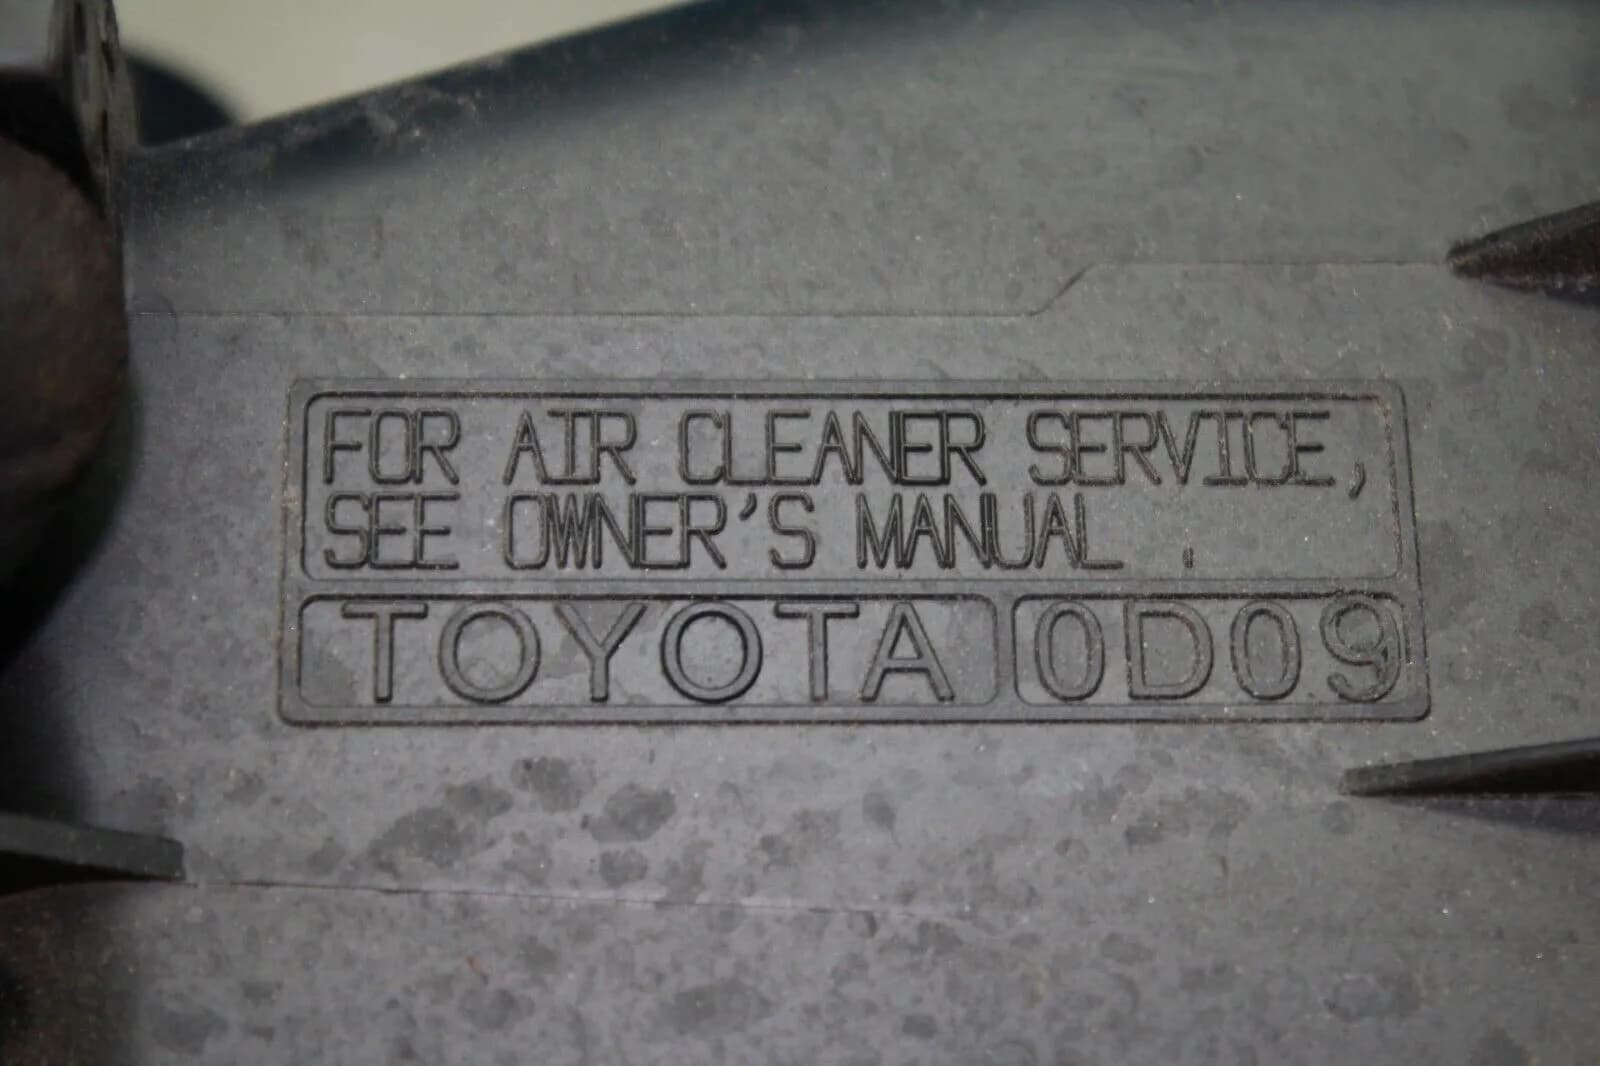 FOR AIR CLEANER SERVICE,
SEE OWNER'S MANUAL .
TOYOTA 0D09